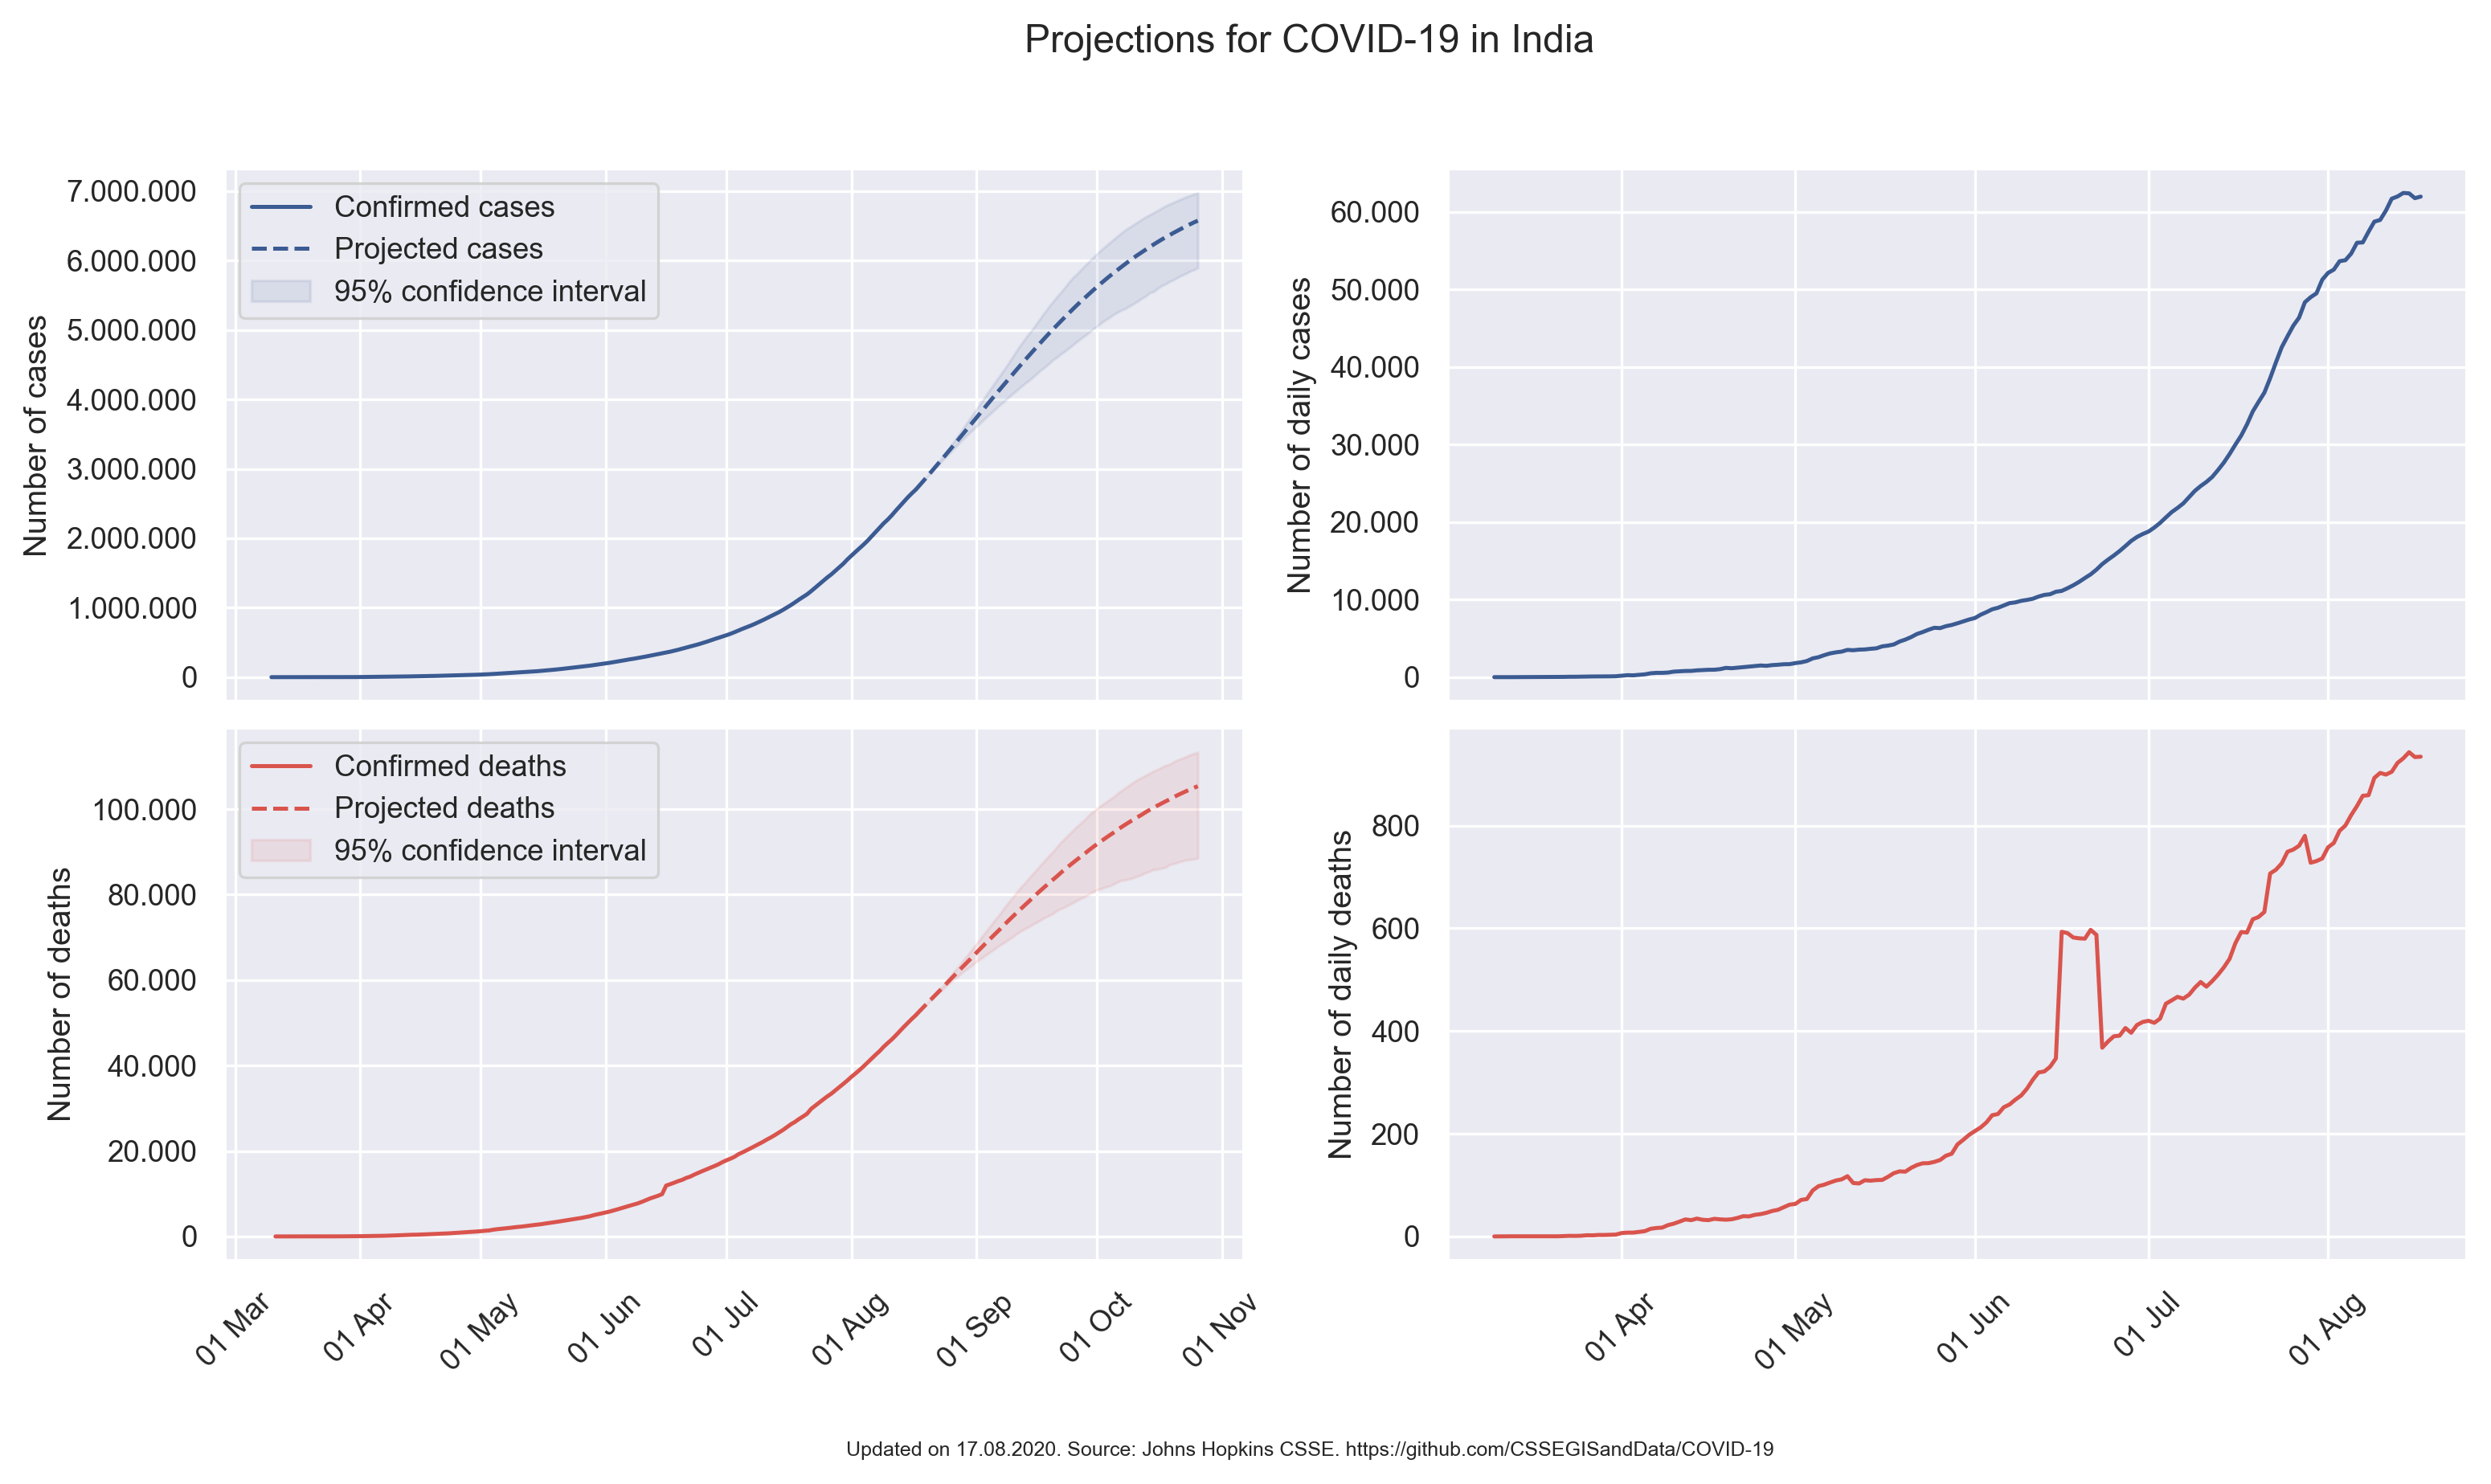 Projections for COVID-19 in India
Number of cases
7.000.000
6.000.000
5.000.000
4.000.000
3.000.000
2.000.000
1.000.000
0
Confirmed cases
Projected cases
95% confidence interval
Number of daily cases
60.000
50.000
40.000
30.000
20.000
10.000
0
Number of deaths
100.000
80.000
60.000
40.000
20.000
0
Confirmed deaths
Projected deaths
95% confidence interval
01 Mar
01 Apr
01 May
01 Jun
01 Jul
01 Aug
01 Sep
01 Oct
01 Nov
Number of daily deaths
800
600
400
200
0
01 Apr
01 May
01 Jun
01 Jul
01 Aug
Updated on 17.08.2020. Source: Johns Hopkins CSSE. https://github.com/CSSEGISandData/COVID-19